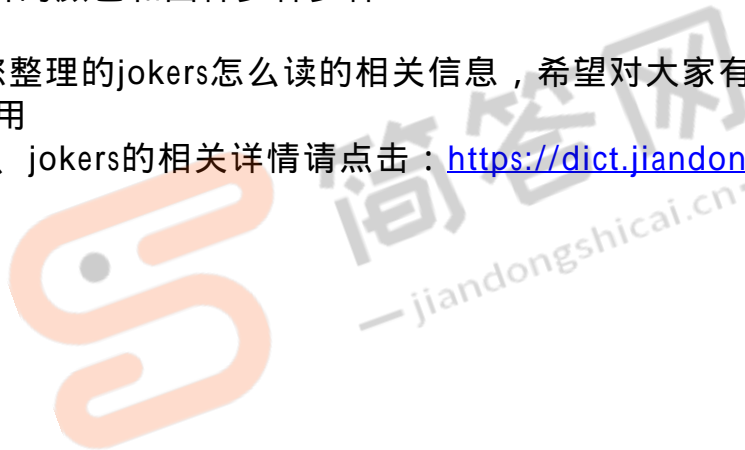 整理的jokers怎么读的相关信息，希望对大家有
用
、jokers的相关详情请点击：https://dict.jiandon
简答网
jiandongshicai.cn